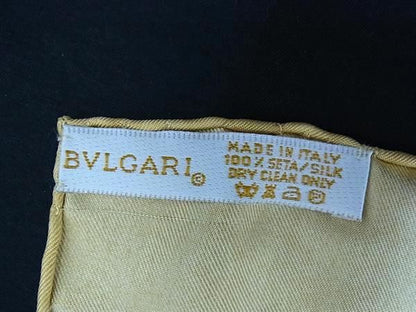 BVLGARI©
MADE IN ITALY
100% SETA/SILK
DRY CLEAN ONLY